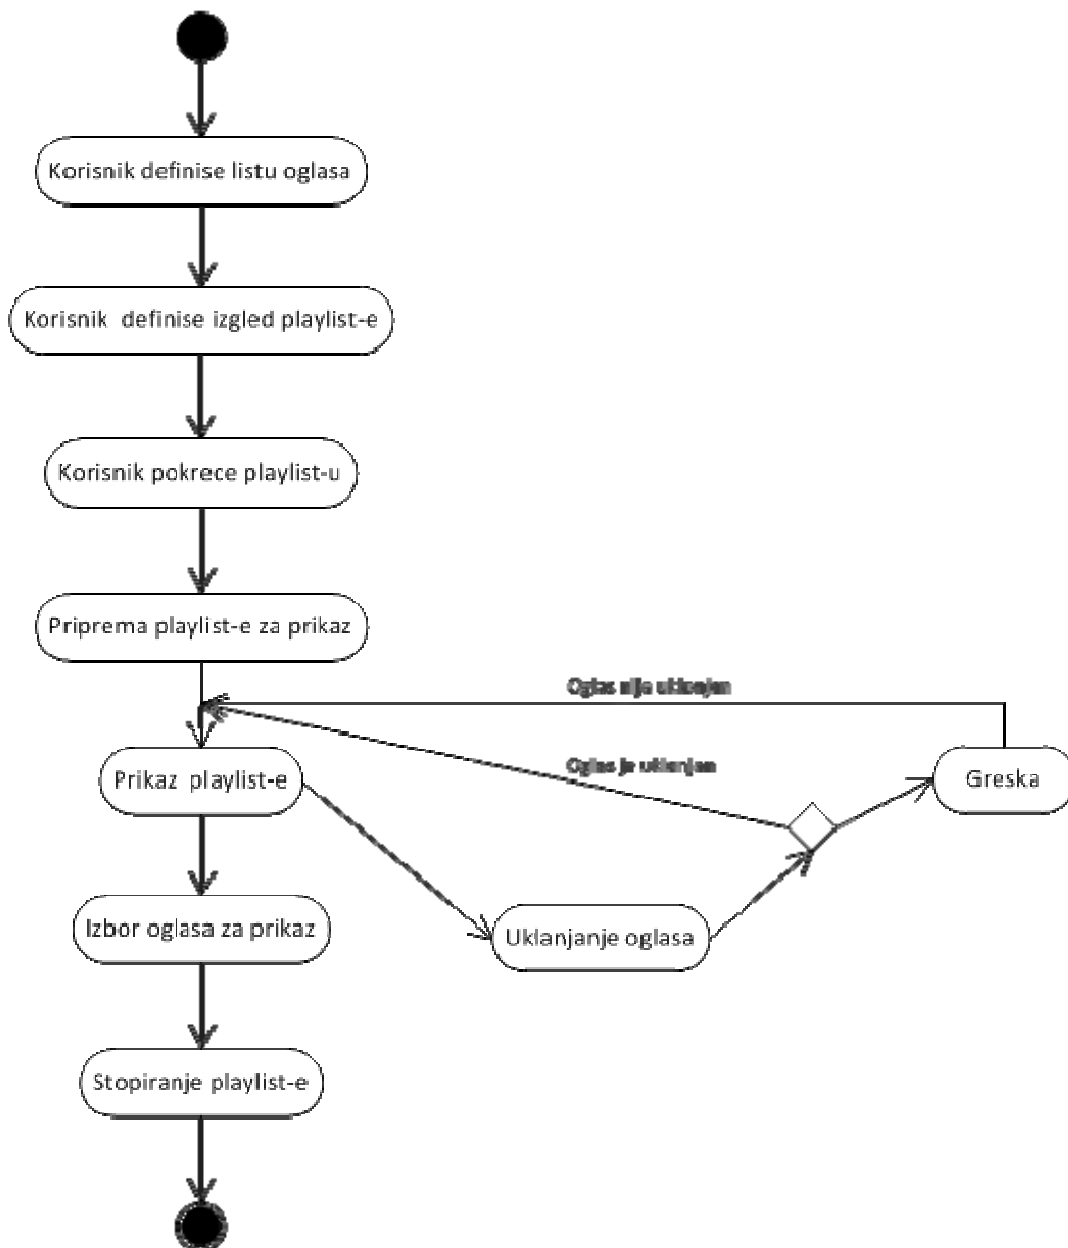 Korisnik definise listu oglasa
Korisnik definise izgled playlist-e
Korisnik pokrece playlist-u
Priprema playlist-e za prikaz
Oglas nije uklonjen
Oglas je uklonjen
Prikaz playlist-e
Greska
Izbor oglasa za prikaz
Uklanjanje oglasa
Stopiranje playlist-e